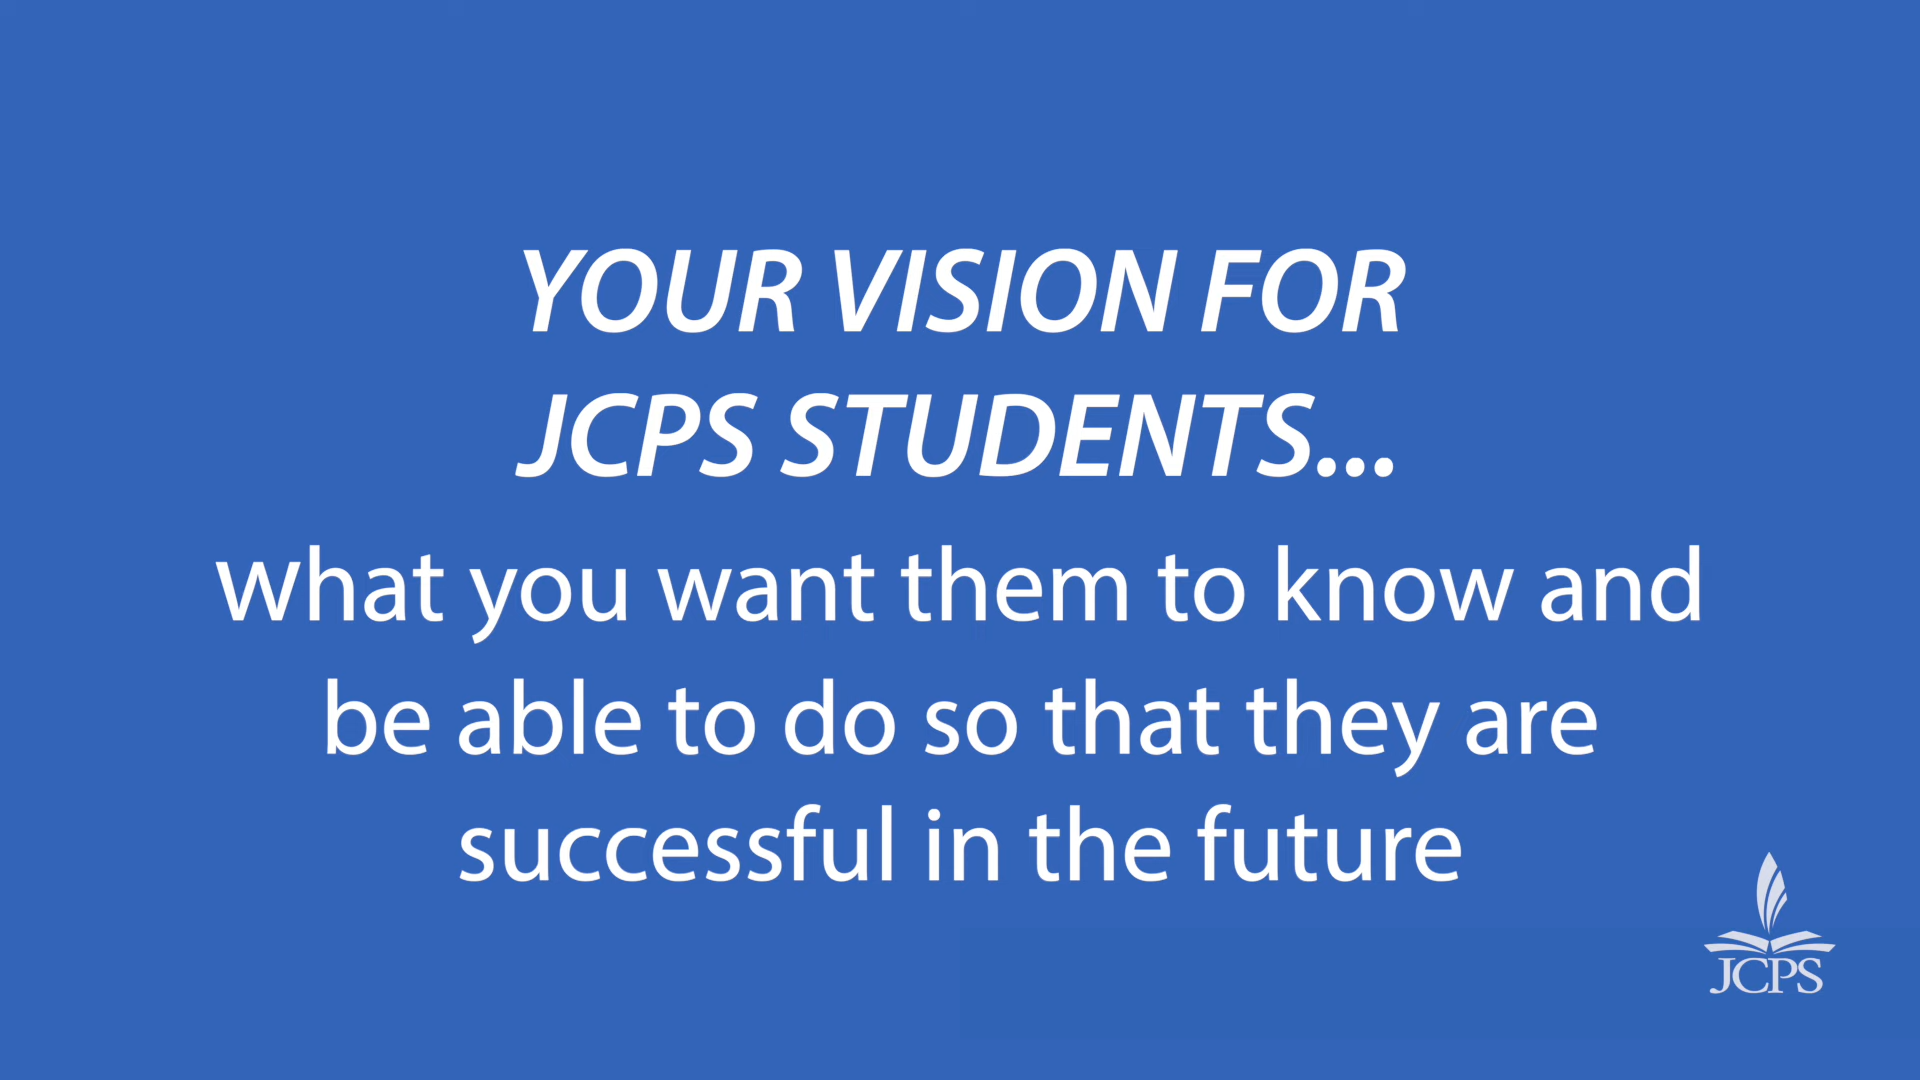 YOUR VISION FOR
JCPS STUDENTS...
what you want them to know and
be able to do so that they are
successful in the future
JCPS